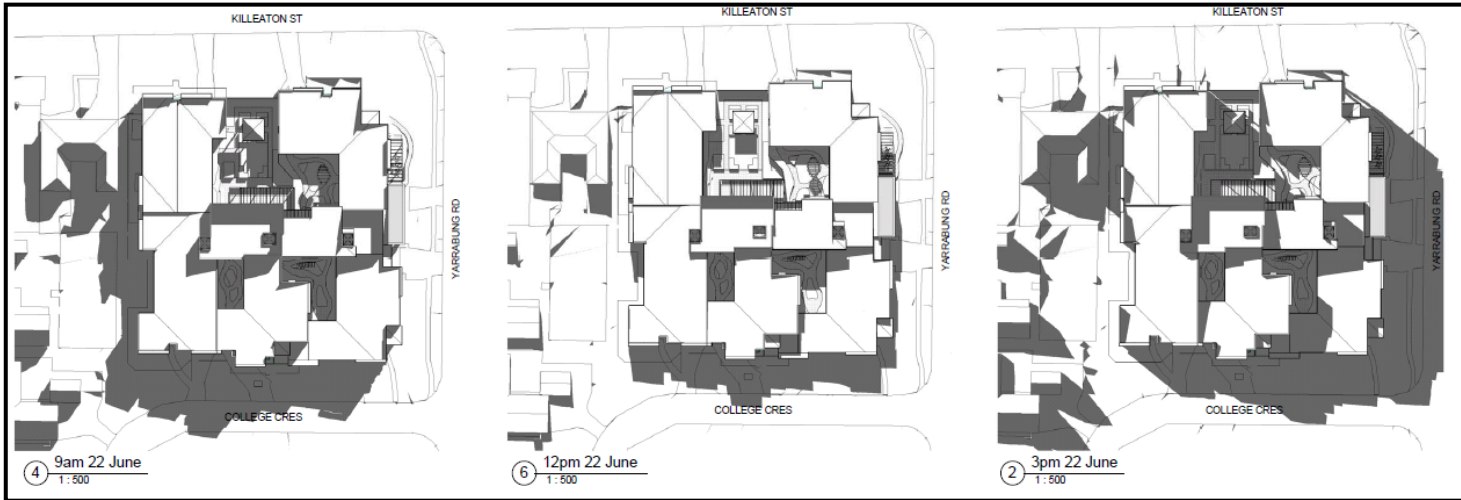 KILLEATON ST
YARRABUNG RD
COLLEGE CRES
4
9am 22 June
1 : 500
KILLEATON ST
YARRABUNG RD
COLLEGE CRES
6
12pm 22 June
1 : 500
KILLEATON ST
YARRABUNG RD
COLLEGE CRES
2
3pm 22 June
1 : 500